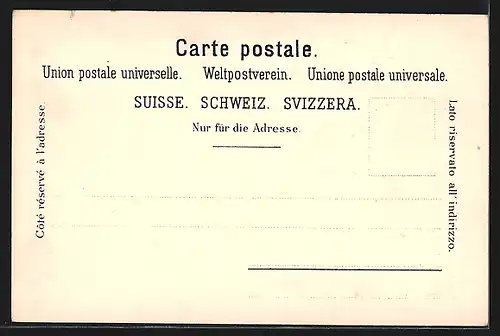 Carte postale.
Union postale universelle. Weltpostverein. Unione postale universale.
SUISSE. SCHWEIZ. SVIZZERA.
Nur für die Adresse.
Côté réservé à l'adresse.
Lato riservato all' indirizzo.